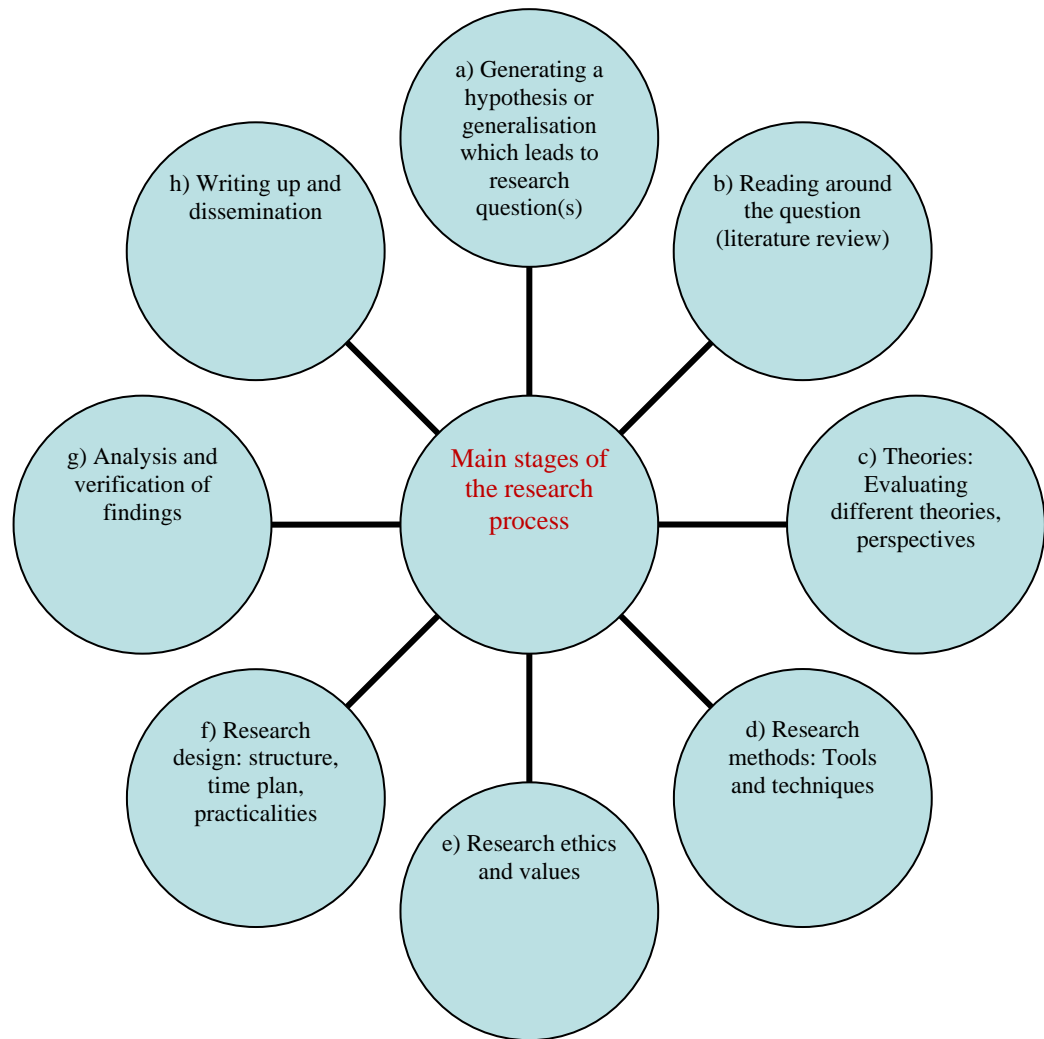 a) Generating a
hypothesis or
generalisation
which leads to
research
question(s)
b) Reading around
the question
(literature review)
c) Theories:
Evaluating
different theories,
perspectives
d) Research
methods: Tools
and techniques
e) Research ethics
and values
f) Research
design: structure,
time plan,
practicalities
g) Analysis and
verification of
findings
h) Writing up and
dissemination
Main stages of
the research
process